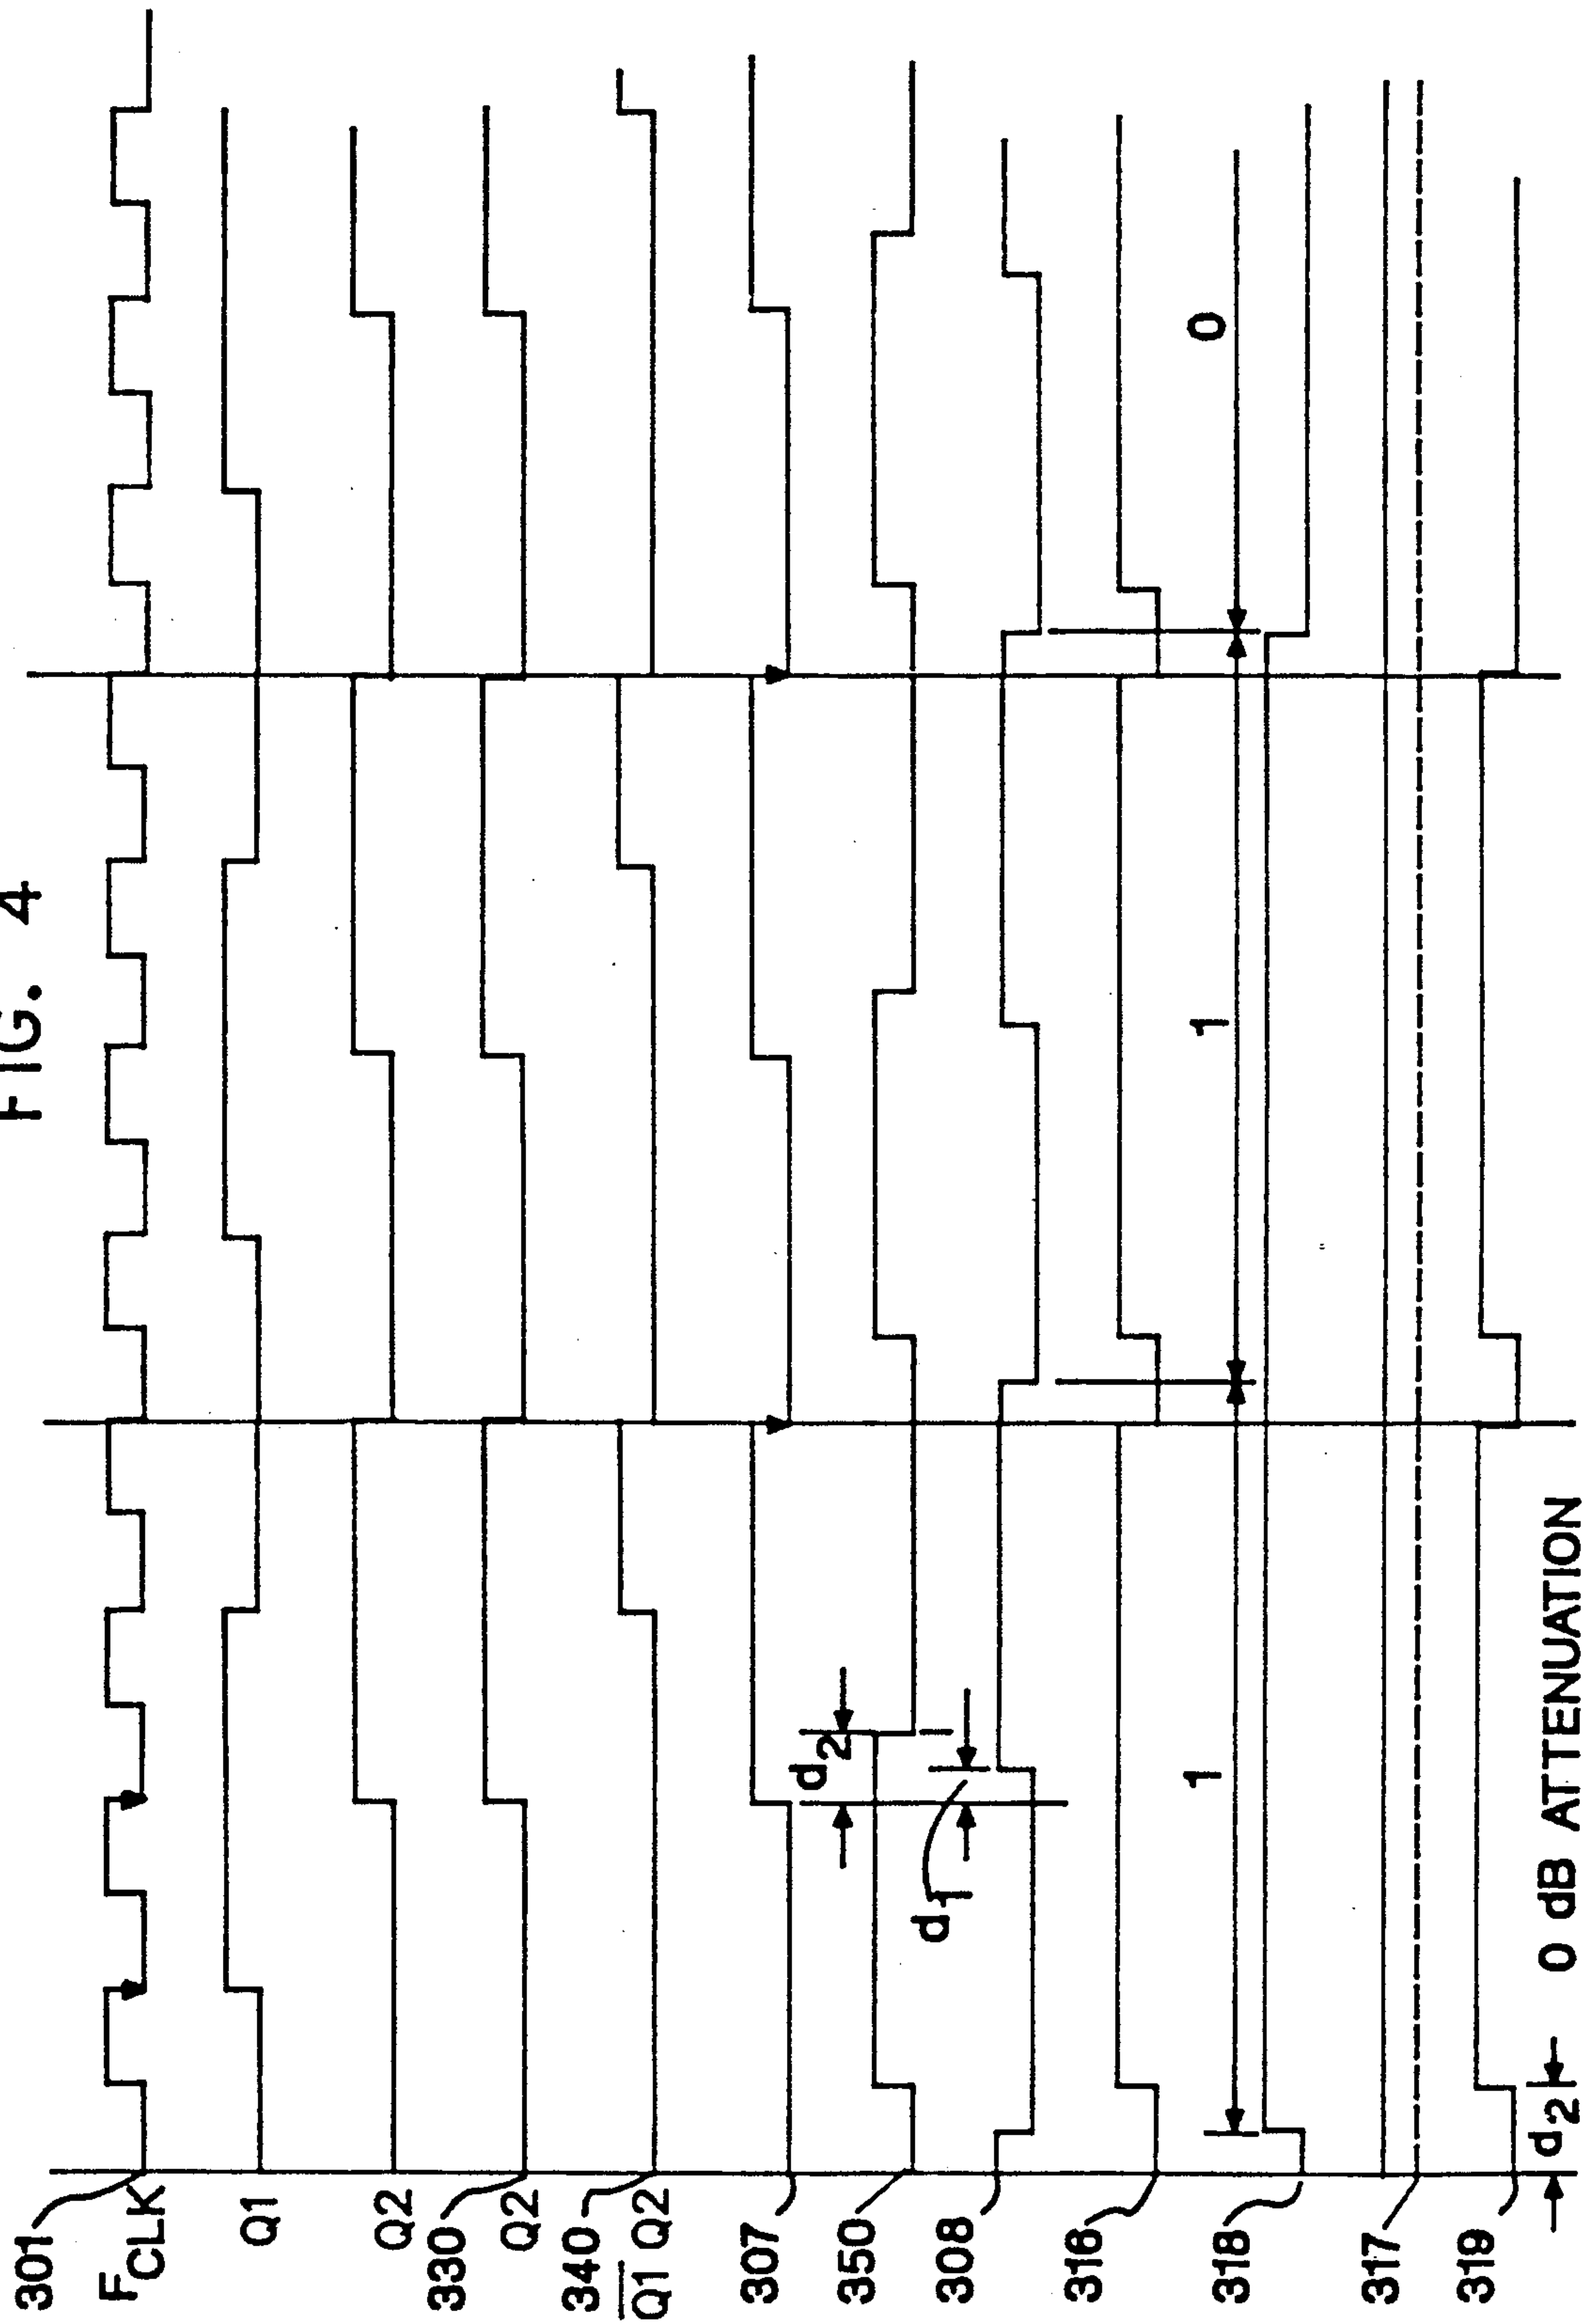 FIG. 4
301
F CLK
Q1
Q2
330
Q2
340
Q1 Q2
307
350
308
316
318
317
319
d2
d1
1
1
0
d2
0 dB ATTENUATION